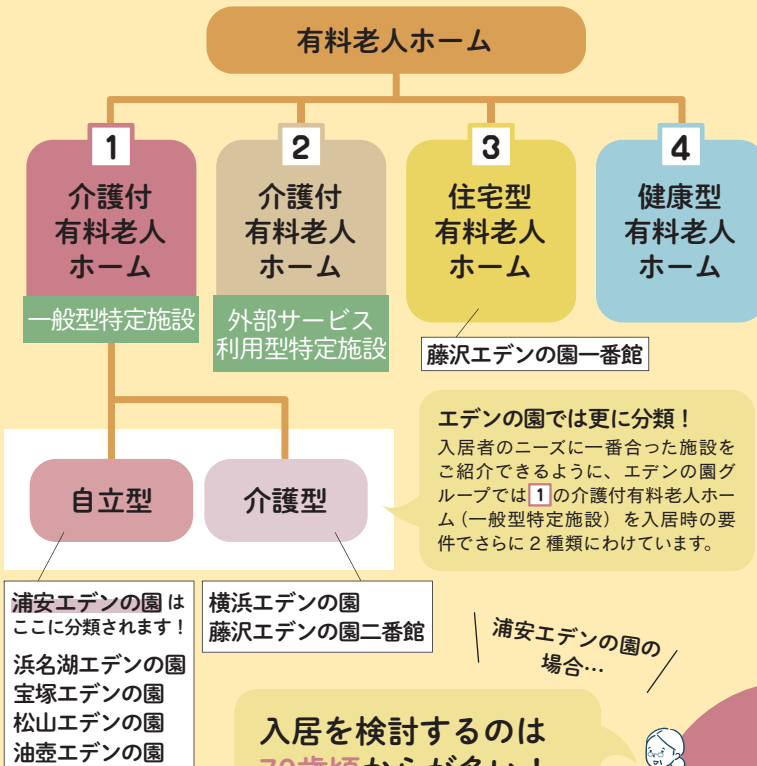 有料老人ホーム
1
介護付
有料老人
ホーム
一般型特定施設
2
介護付
有料老人
ホーム
外部サービス
利用型特定施設
3
住宅型
有料老人
ホーム
藤沢エデンの園一番館
4
健康型
有料老人
ホーム
エデンの園では更に分類！
入居者のニーズに一番合った施設を
ご紹介できるように、エデンの園グ
ループでは1の介護付有料老人ホー
ム（一般型特定施設）を入居時の要
件でさらに２種類にわけています。
自立型
介護型
浦安エデンの園 は
ここに分類されます！
浜名湖エデンの園
宝塚エデンの園
松山エデンの園
油壺エデンの園
横浜エデンの園
藤沢エデンの園二番館
浦安エデンの園の
場合…
入居を検討するのは
70歳頃からが多い！